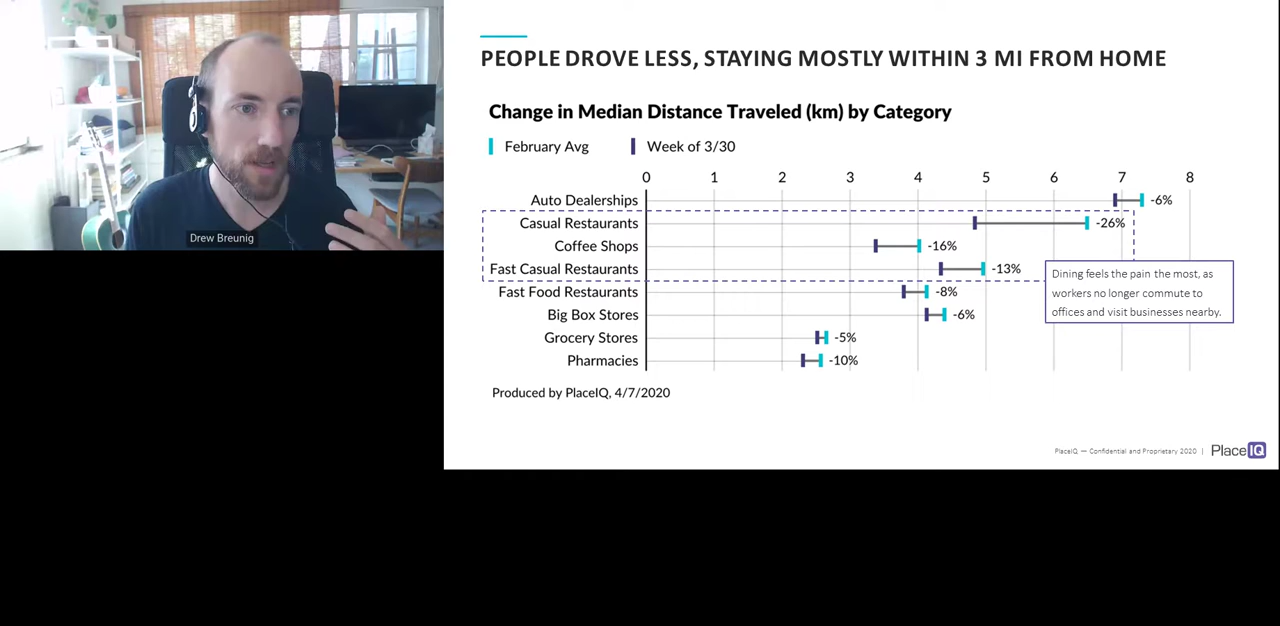 Drew Breunig
PEOPLE DROVE LESS, STAYING MOSTLY WITHIN 3 MI FROM HOME
Change in Median Distance Traveled (km) by Category
February Avg Week of 3/30
0 1 2 3 4 5 6 7 8
Auto Dealerships -6%
Casual Restaurants -26%
Coffee Shops -16%
Fast Casual Restaurants -13%
Fast Food Restaurants -8%
Big Box Stores -6%
Grocery Stores -5%
Pharmacies -10%
Dining feels the pain the most, as
workers no longer commute to
offices and visit businesses nearby.
Produced by PlaceIQ, 4/7/2020
PlaceIQ — Confidential and Proprietary 2020 | PlaceIQ